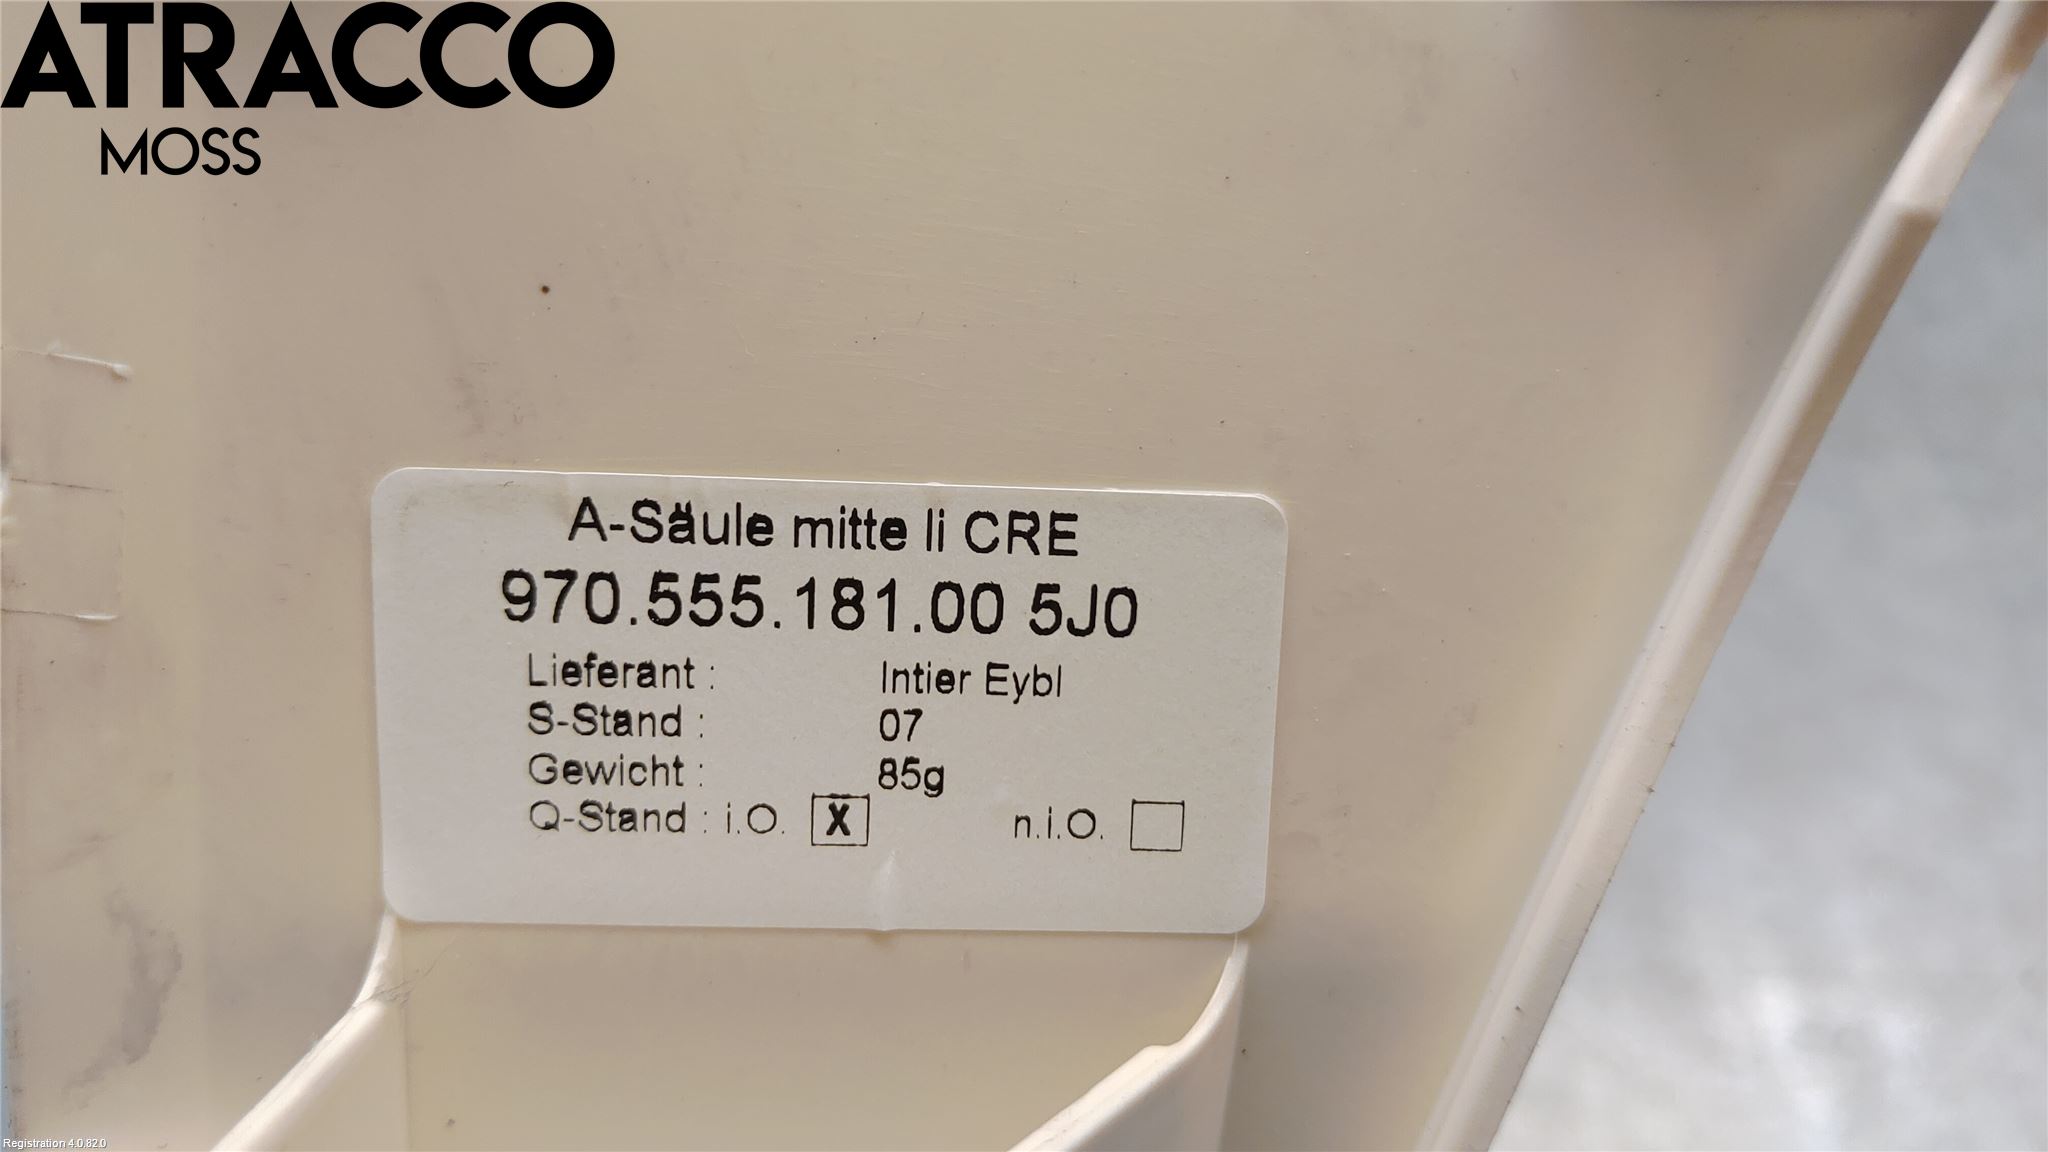 ATRACCO
MOSS
A-Säule mitte li CRE
970.555.181.00 5J0
Lieferant : Intier Eybl
S-Stand : 07
Gewicht : 85g
Q-Stand : i.O. X n.i.O.
Registration 4.0.82.0